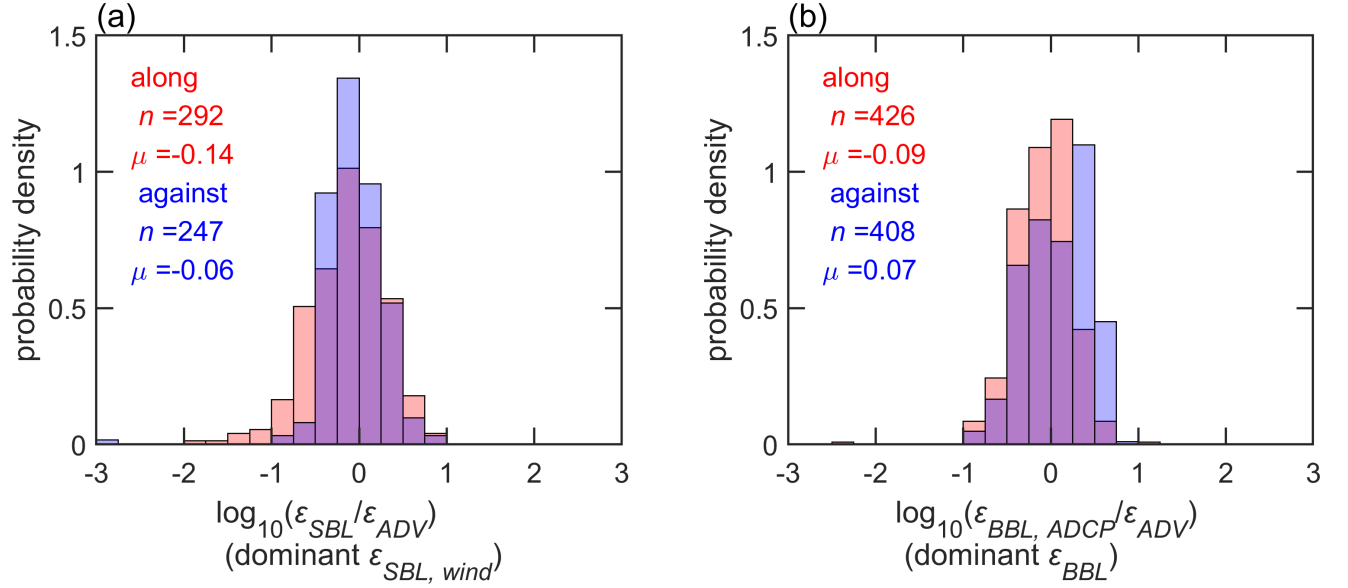 (a)
1.5
1
0.5
0
probability density
along
n =292
μ =-0.14
against
n =247
μ =-0.06
-3 -2 -1 0 1 2 3
log10(εSBL/εADV)
(dominant εSBL, wind)
(b)
1.5
1
0.5
0
probability density
along
n =426
μ =-0.09
against
n =408
μ =0.07
-3 -2 -1 0 1 2 3
log10(εBBL, ADCP/εADV)
(dominant εBBL)